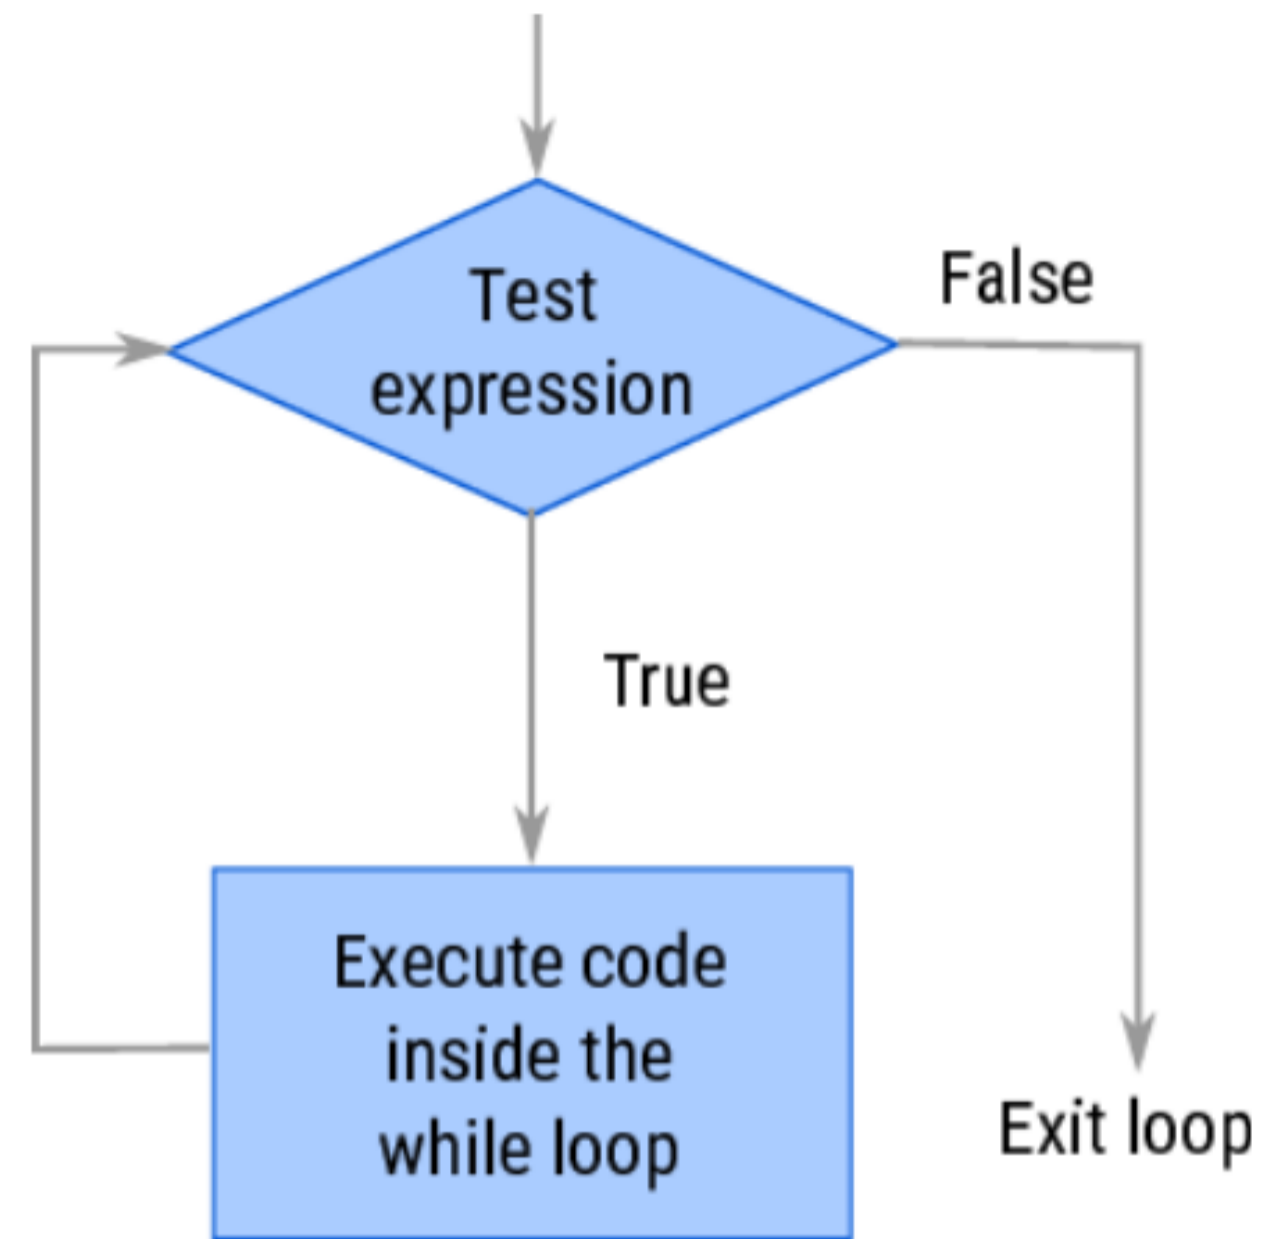 Test
expression
False
True
Execute code
inside the
while loop
Exit loop